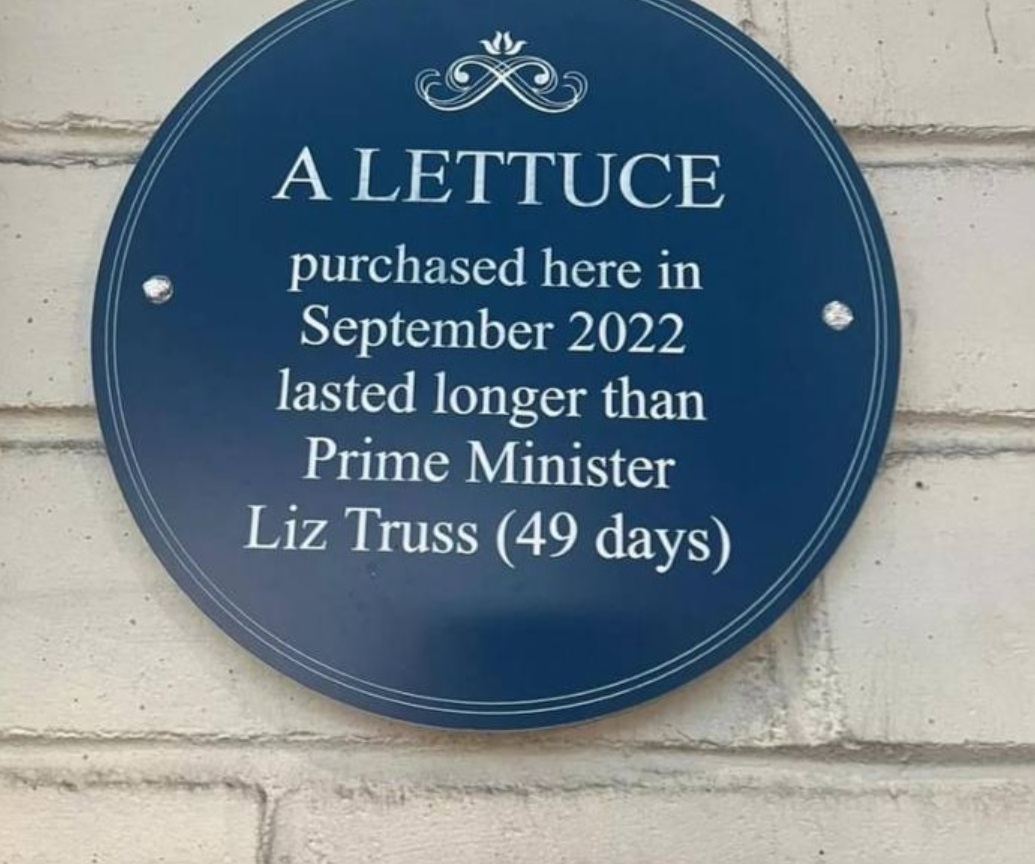 A LETTUCE
purchased here in
September 2022
lasted longer than
Prime Minister
Liz Truss (49 days)